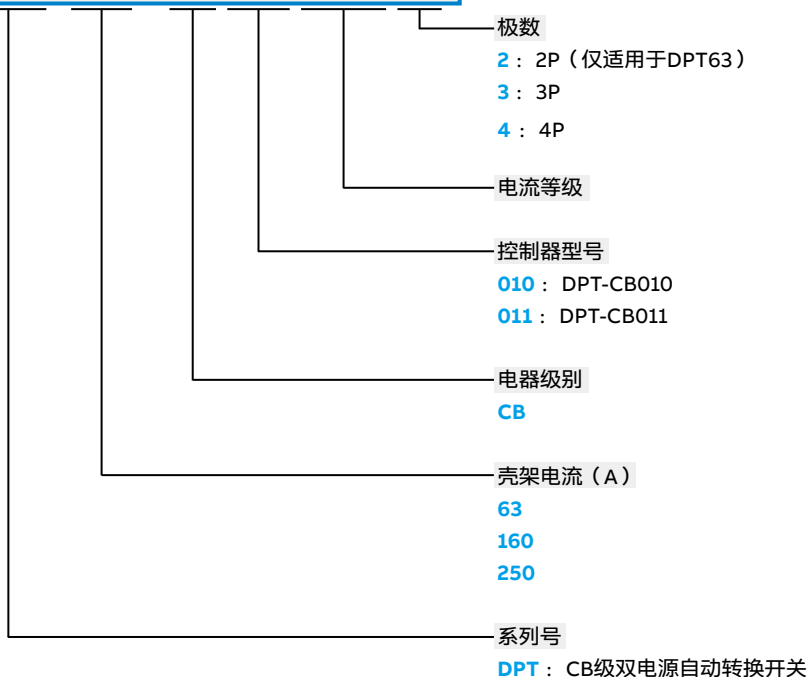 极数
2： 2P（仅适用于DPT63）
3： 3P
4： 4P
电流等级
控制器型号
010： DPT-CB010
011： DPT-CB011
电器级别
CB
壳架电流（A）
63
160
250
系列号
DPT： CB级双电源自动转换开关